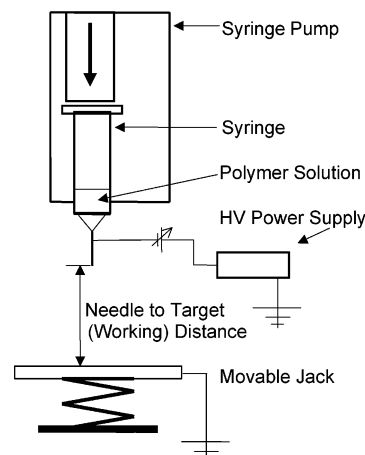 Syringe Pump
Syringe
Polymer Solution
HV Power Supply
Needle to Target
(Working) Distance
Movable Jack